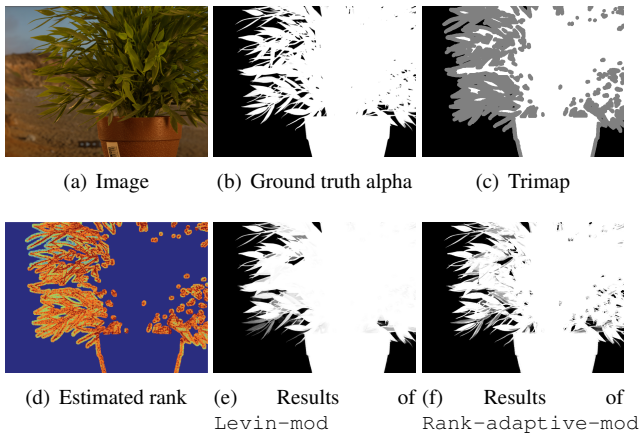 (a) Image
(b) Ground truth alpha
(c) Trimap
(d) Estimated rank
(e) Results of
Levin-mod
(f) Results of
Rank-adaptive-mod